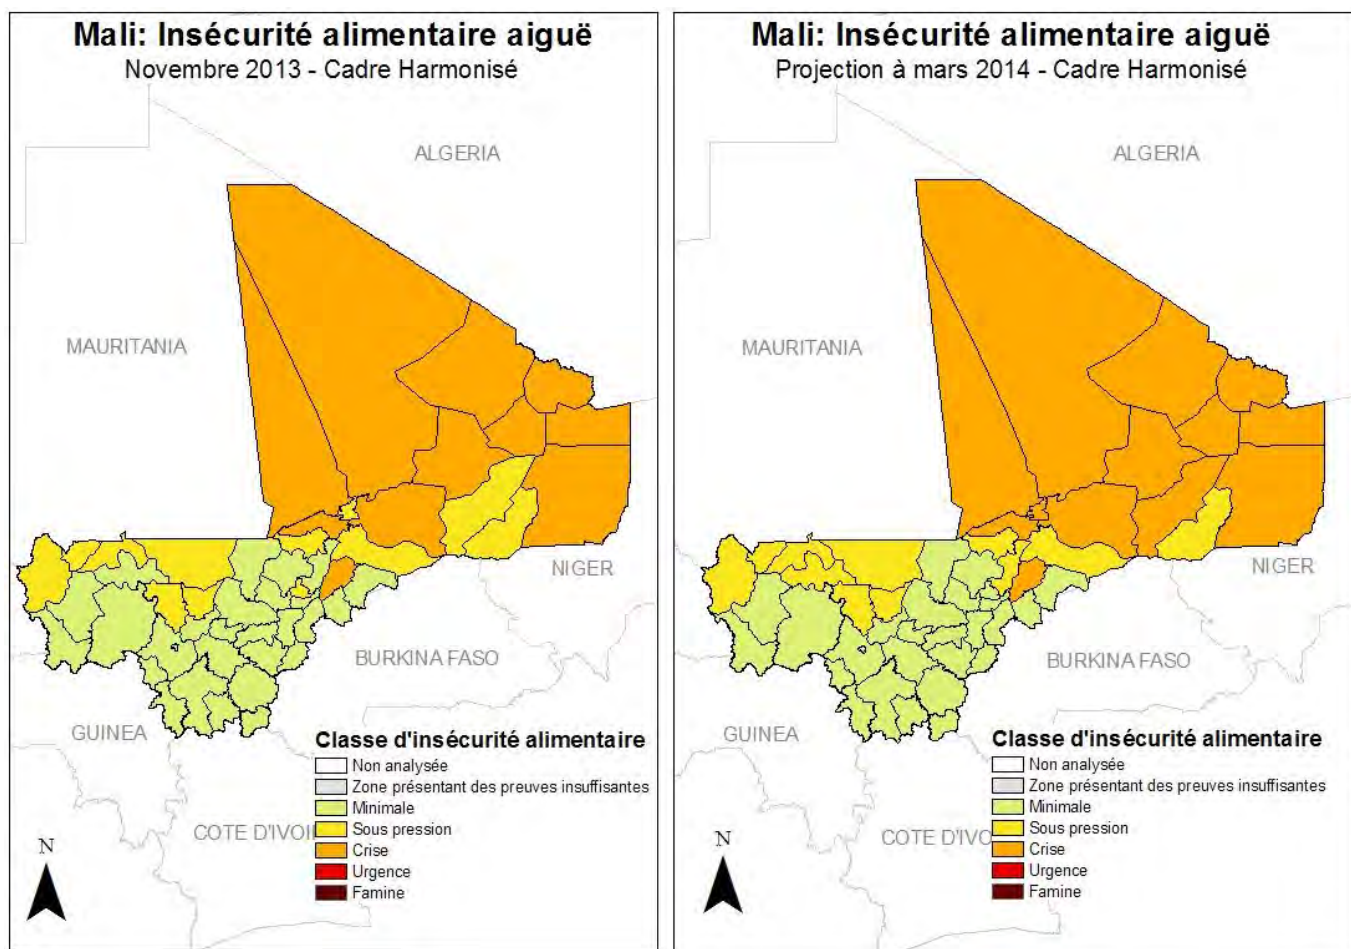 Mali: Insécurité alimentaire aiguë
Novembre 2013 - Cadre Harmonisé
ALGERIA
MAURITANIA
NIGER
BURKINA FASO
GUINEA
COTE D'IVOI
Classe d'insécurité alimentaire
Non analysée
Zone présentant des preuves insuffisantes
Minimale
Sous pression
Crise
Urgence
Famine
N
Mali: Insécurité alimentaire aiguë
Projection à mars 2014 - Cadre Harmonisé
ALGERIA
MAURITANIA
NIGER
BURKINA FASO
GUINEA
COTE D'IVO
Classe d'insécurité alimentaire
Non analysée
Zone présentant des preuves insuffisantes
Minimale
Sous pression
Crise
Urgence
Famine
N